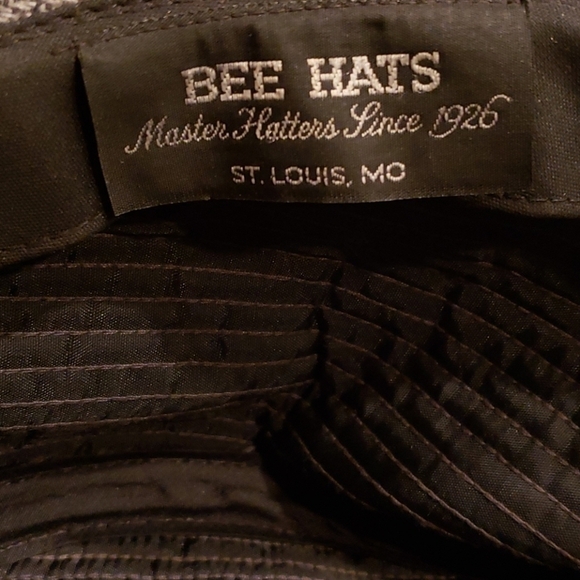 BEE HATS
Master Hatters Since 1926
ST. LOUIS, MO